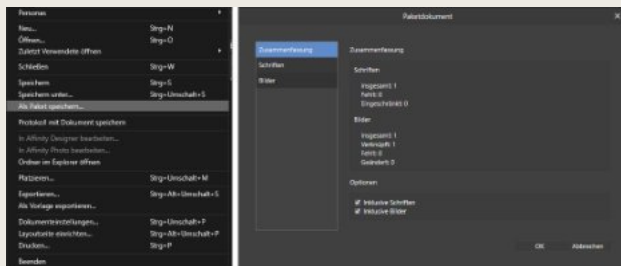 Personas
Neu... Strg+N
Öffnen... Strg+O
Zuletzt Verwendete öffnen
Schließen Strg+W
Speichern Strg+S
Speichern unter... Strg+Umschalt+S
Als Paket speichern...
Protokoll mit Dokument speichern
In Affinity Designer bearbeiten...
In Affinity Photo bearbeiten...
Ordner im Explorer öffnen
Platzieren... Strg+Umschalt+M
Exportieren... Strg+Alt+Umschalt+S
Als Vorlage exportieren...
Dokumenteinstellungen... Strg+Umschalt+P
Layoutseite einrichten... Strg+Alt+Umschalt+P
Drucken... Strg+P
Beenden
Paketdokument
Zusammenfassung
Schriften
Bilder
Zusammenfassung
Schriften
Insgesamt: 1
Fehlt: 0
Eingeschränkt: 0
Bilder
Insgesamt: 1
Verknüpft: 1
Fehlt: 0
Geändert: 0
Optionen
Inklusive Schriften
Inklusive Bilder
OK Abbrechen